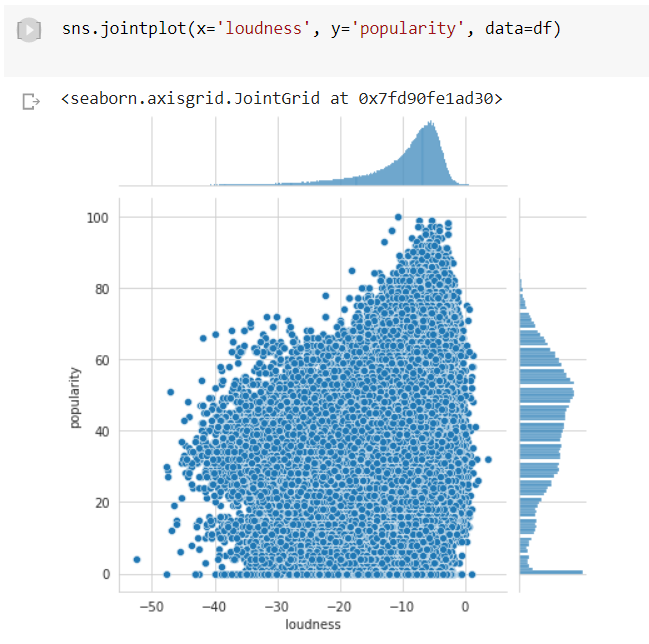 sns.jointplot(x='loudness', y='popularity', data=df)
<seaborn.axisgrid.JointGrid at 0x7fd90fe1ad30>
100
80
60
40
20
0
popularity
−50 −40 −30 −20 −10 0
loudness